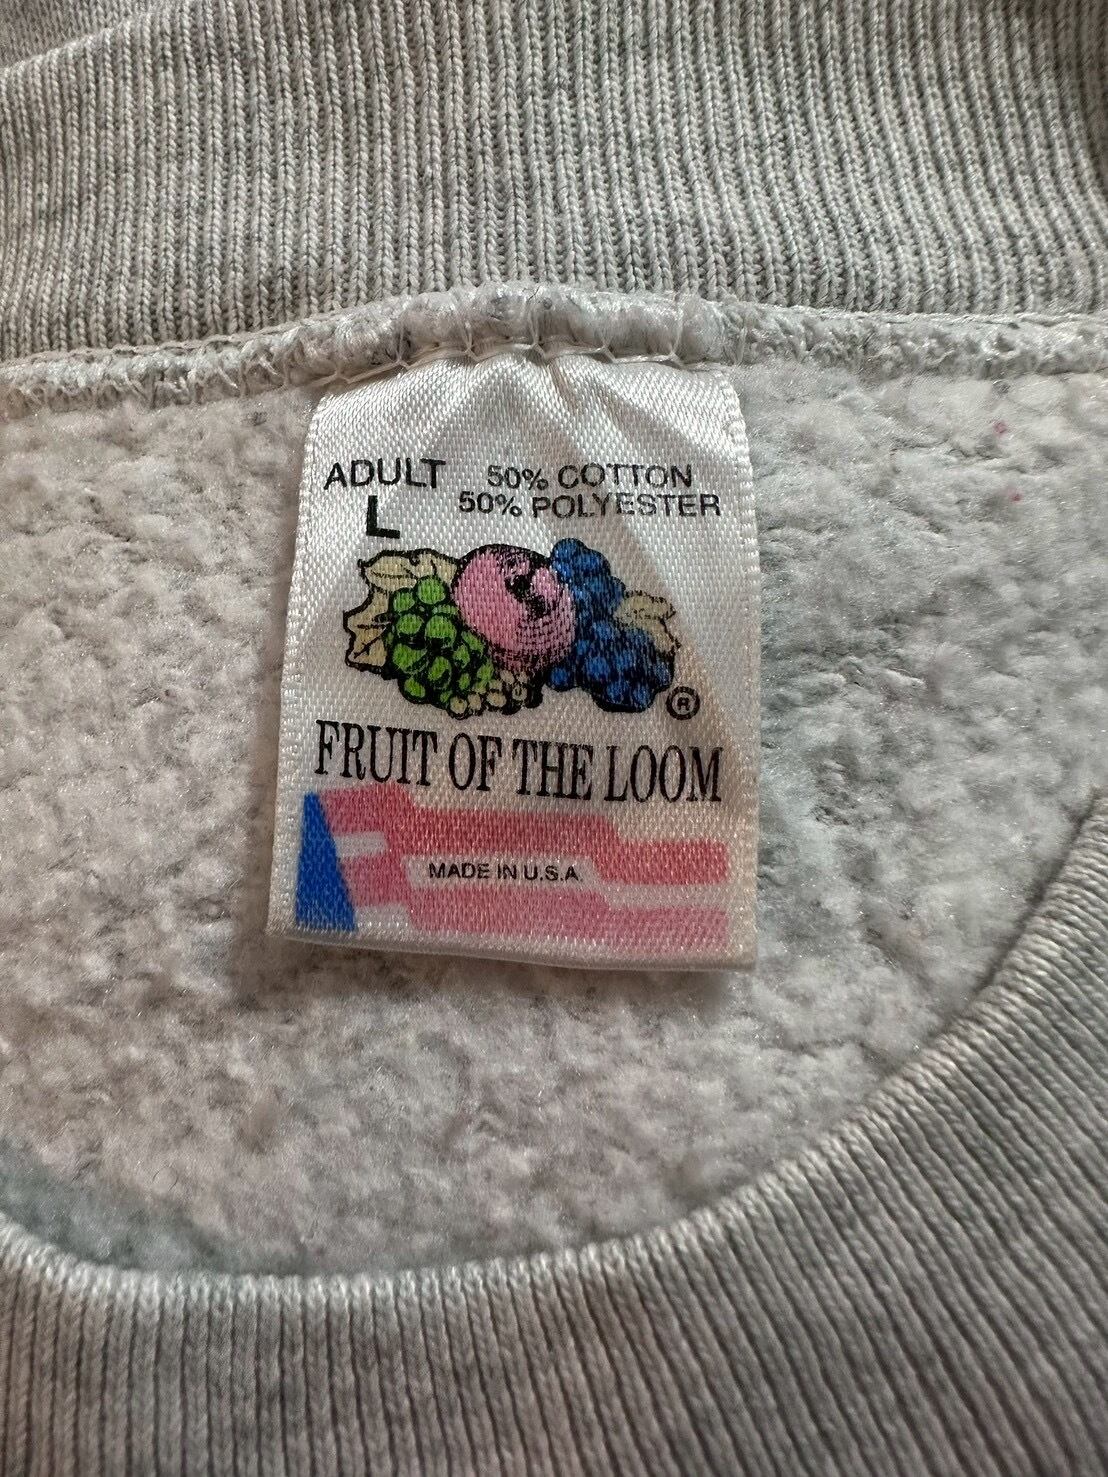 ADULT
L
50% COTTON
50% POLYESTER
®
FRUIT OF THE LOOM
MADE IN U.S.A.